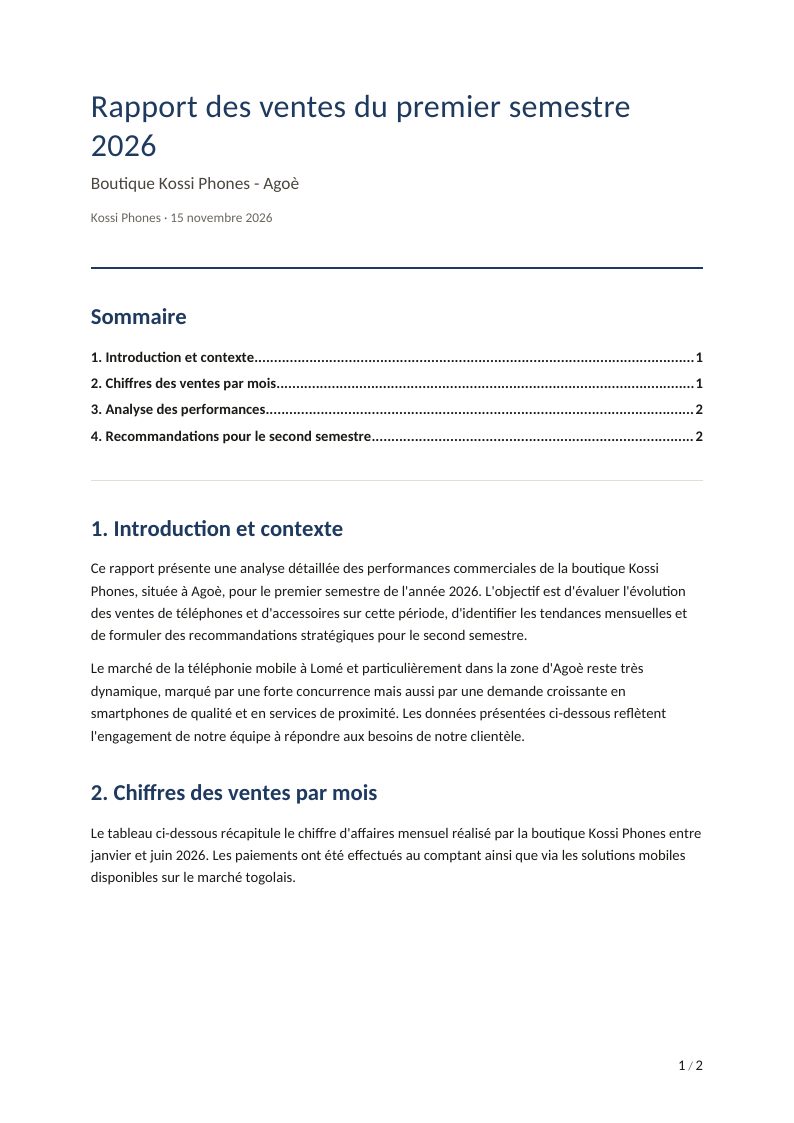 Rapport des ventes du premier semestre
2026
Boutique Kossi Phones - Agoè
Kossi Phones · 15 novembre 2026
Sommaire
1. Introduction et contexte..............................................................................................1
2. Chiffres des ventes par mois.........................................................................................1
3. Analyse des performances............................................................................................2
4. Recommandations pour le second semestre.....................................................................2
1. Introduction et contexte
Ce rapport présente une analyse détaillée des performances commerciales de la boutique Kossi
Phones, située à Agoè, pour le premier semestre de l'année 2026. L'objectif est d'évaluer l'évolution
des ventes de téléphones et d'accessoires sur cette période, d'identifier les tendances mensuelles et
de formuler des recommandations stratégiques pour le second semestre.
Le marché de la téléphonie mobile à Lomé et particulièrement dans la zone d'Agoè reste très
dynamique, marqué par une forte concurrence mais aussi par une demande croissante en
smartphones de qualité et en services de proximité. Les données présentées ci-dessous reflètent
l'engagement de notre équipe à répondre aux besoins de notre clientèle.
2. Chiffres des ventes par mois
Le tableau ci-dessous récapitule le chiffre d'affaires mensuel réalisé par la boutique Kossi Phones entre
janvier et juin 2026. Les paiements ont été effectués au comptant ainsi que via les solutions mobiles
disponibles sur le marché togolais.
1 / 2